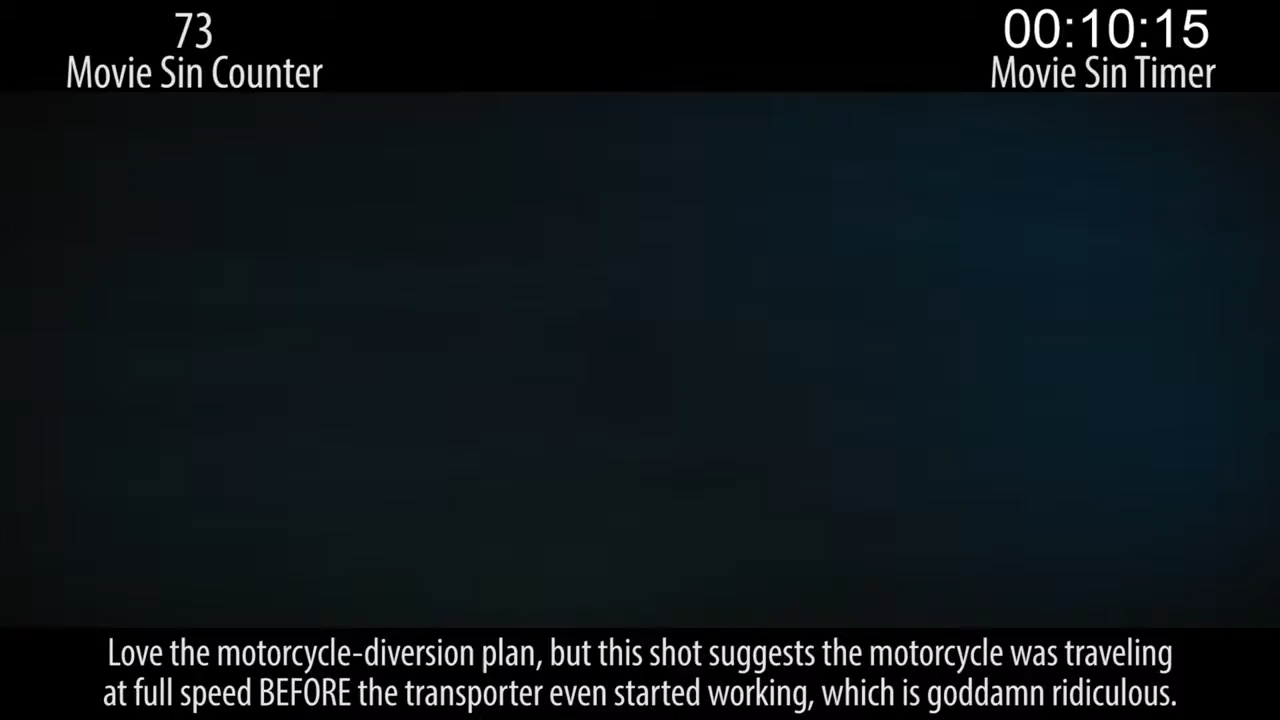 73
Movie Sin Counter
00:10:15
Movie Sin Timer
Love the motorcycle-diversion plan, but this shot suggests the motorcycle was traveling
at full speed BEFORE the transporter even started working, which is goddamn ridiculous.